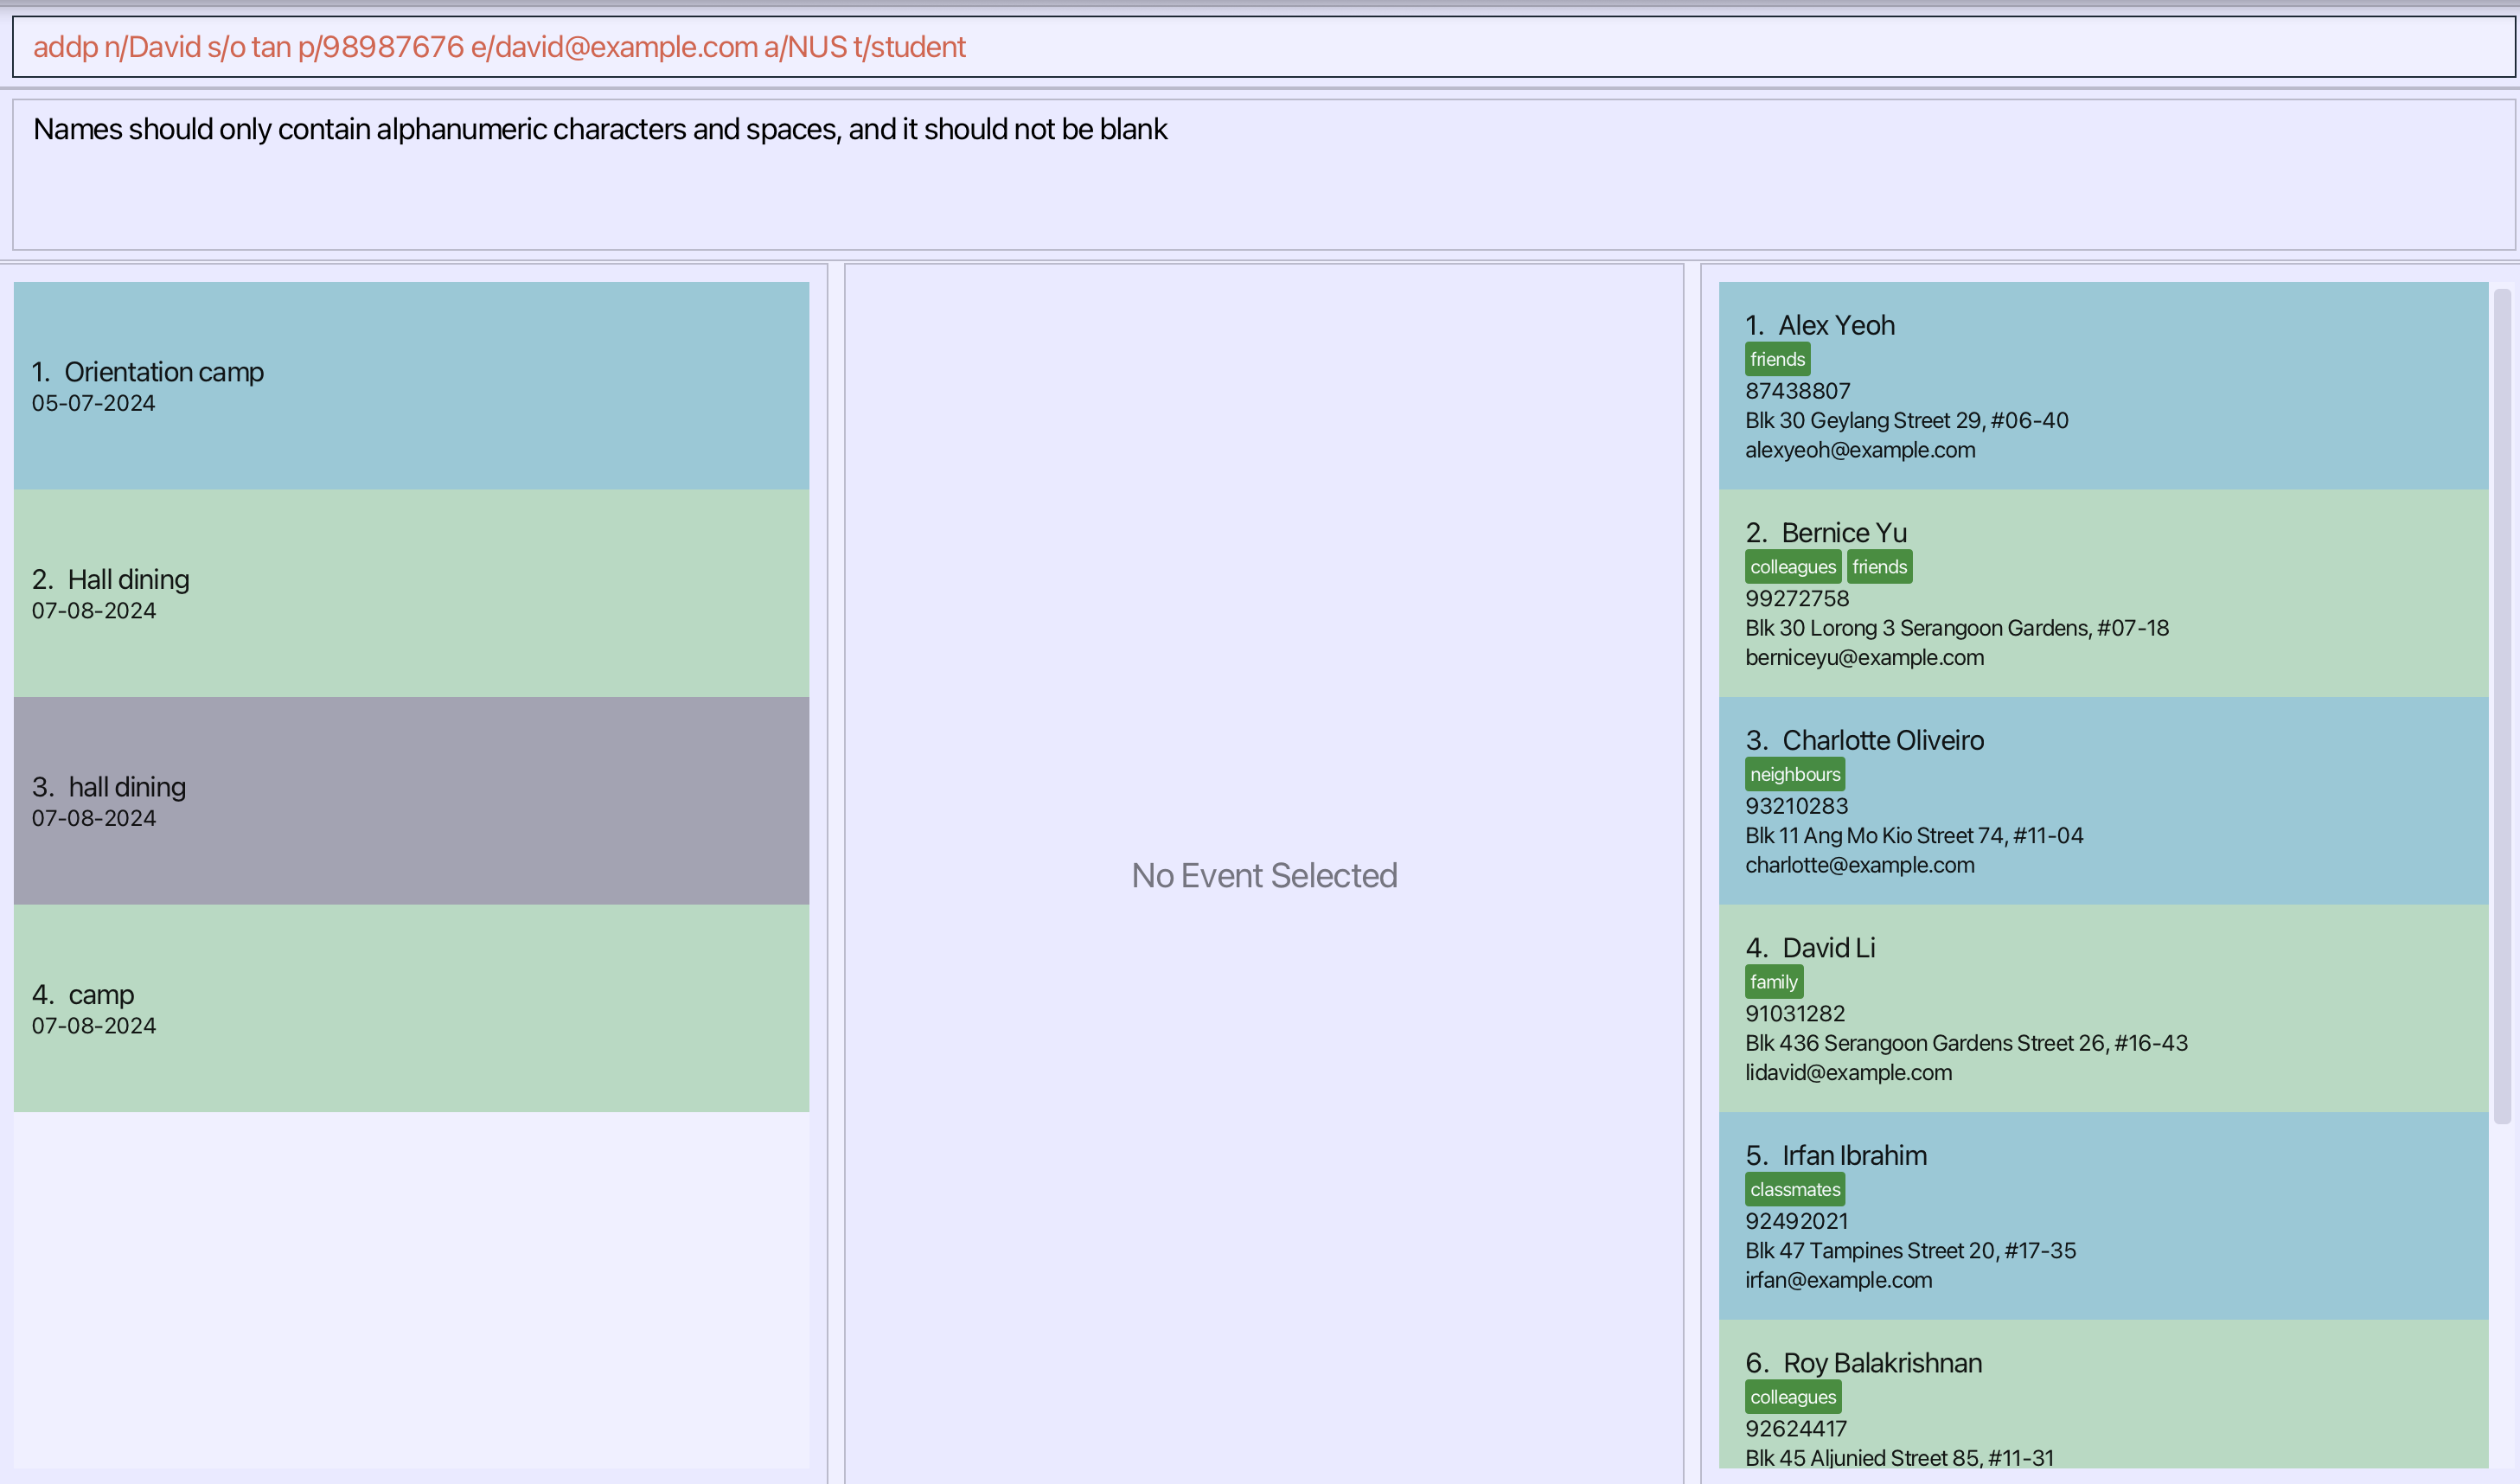 addp n/David s/o tan p/98987676 e/david@example.com a/NUS t/student
Names should only contain alphanumeric characters and spaces, and it should not be blank
1. Orientation camp
05-07-2024
2. Hall dining
07-08-2024
3. hall dining
07-08-2024
4. camp
07-08-2024
No Event Selected
1. Alex Yeoh
friends
87438807
Blk 30 Geylang Street 29, #06-40
alexyeoh@example.com
2. Bernice Yu
colleagues friends
99272758
Blk 30 Lorong 3 Serangoon Gardens, #07-18
berniceyu@example.com
3. Charlotte Oliveiro
neighbours
93210283
Blk 11 Ang Mo Kio Street 74, #11-04
charlotte@example.com
4. David Li
family
91031282
Blk 436 Serangoon Gardens Street 26, #16-43
lidavid@example.com
5. Irfan Ibrahim
classmates
92492021
Blk 47 Tampines Street 20, #17-35
irfan@example.com
6. Roy Balakrishnan
colleagues
92624417
Blk 45 Aljunied Street 85, #11-31